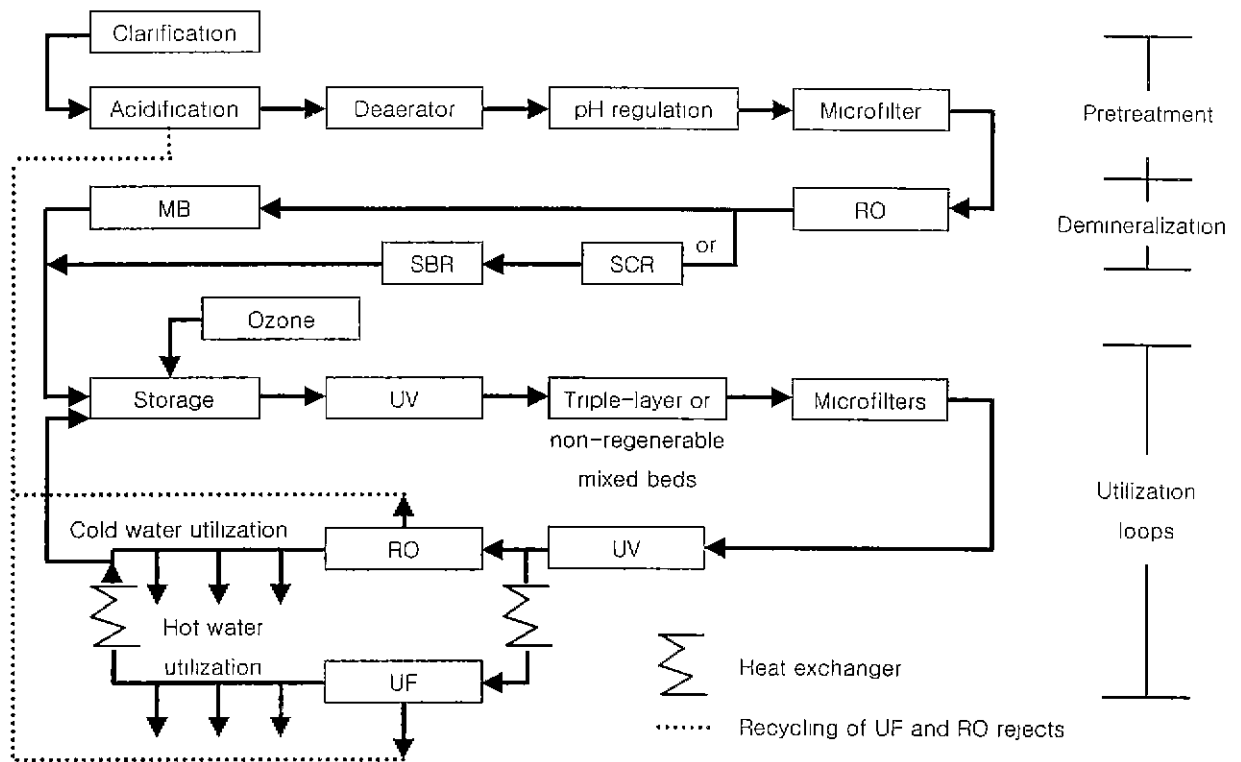 Clarification
Acidification
Deaerator
pH regulation
Microfilter
Pretreatment
MB
RO
Demineralization
SBR
SCR
or
Ozone
Storage
UV
Triple-layer or
non-regenerable
mixed beds
Microfilters
Utilization
loops
Cold water utilization
RO
UV
Hot water
utilization
UF
Heat exchanger
Recycling of UF and RO rejects